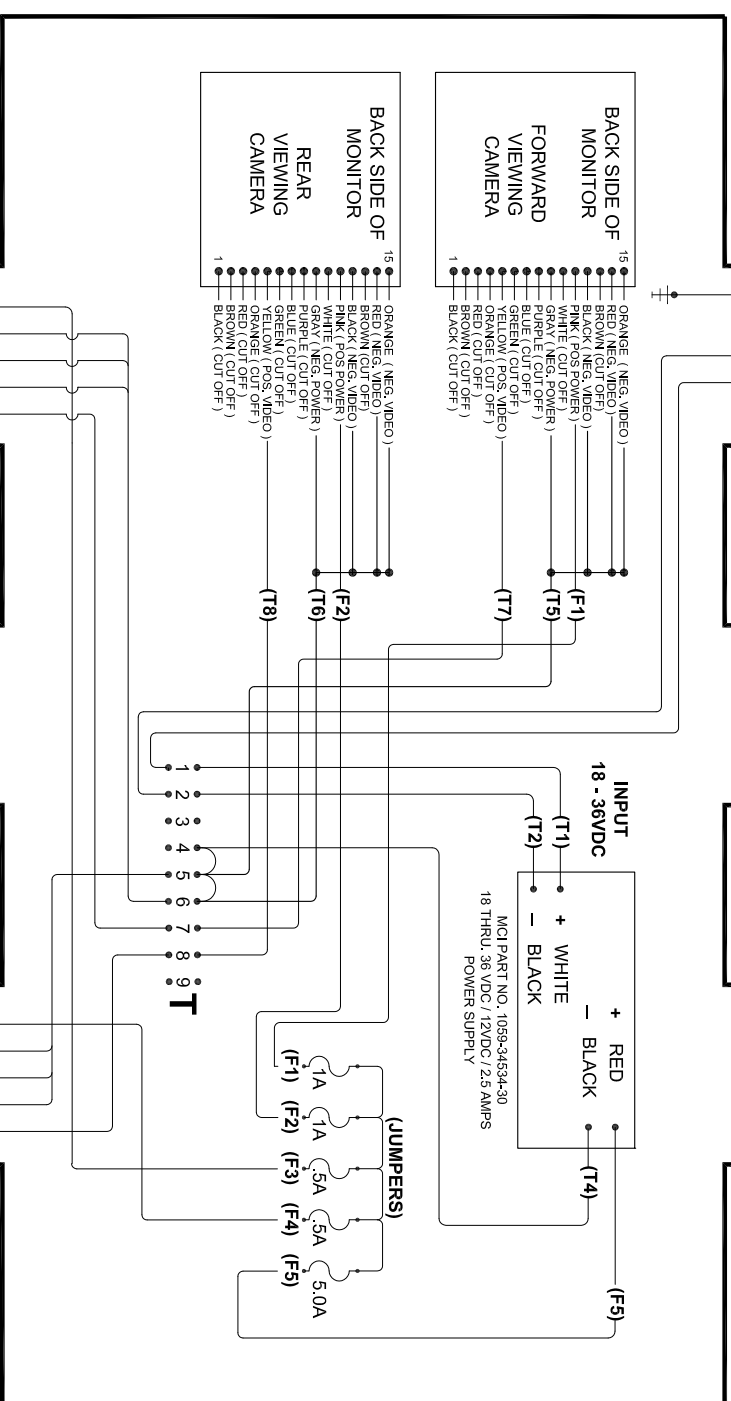 BACK SIDE OF
MONITOR
FORWARD
VIEWING
CAMERA
15
1
ORANGE ( NEG. VIDEO )
RED ( NEG. VIDEO )
BROWN ( CUT OFF )
BLACK ( NEG. VIDEO )
PINK ( POS POWER )
WHITE ( CUT OFF )
GRAY ( NEG. POWER )
PURPLE ( CUT OFF )
BLUE ( CUT OFF )
GREEN ( CUT OFF )
YELLOW ( POS. VIDEO )
ORANGE ( CUT OFF )
RED ( CUT OFF )
BROWN ( CUT OFF )
BLACK ( CUT OFF )
(F1)
(T5)
(T7)
BACK SIDE OF
MONITOR
REAR
VIEWING
CAMERA
15
1
ORANGE ( NEG. VIDEO )
RED ( NEG. VIDEO )
BROWN ( CUT OFF )
BLACK ( NEG. VIDEO )
PINK ( POS POWER )
WHITE ( CUT OFF )
GRAY ( NEG. POWER )
PURPLE ( CUT OFF )
BLUE ( CUT OFF )
GREEN ( CUT OFF )
YELLOW ( POS. VIDEO )
ORANGE ( CUT OFF )
RED ( CUT OFF )
BROWN ( CUT OFF )
BLACK ( CUT OFF )
(F2)
(T6)
(T8)
INPUT
18 - 36VDC
(T1)
(T2)
+ WHITE
– BLACK
+ RED
– BLACK
MCI PART NO. 1059-34534-30
18 THRU. 36 VDC / 12VDC / 2.5 AMPS
POWER SUPPLY
(T4)
(F5)
1 2 3 4 5 6 7 8 9
T
(JUMPERS)
1A 1A .5A .5A 5.0A
(F1) (F2) (F3) (F4) (F5)